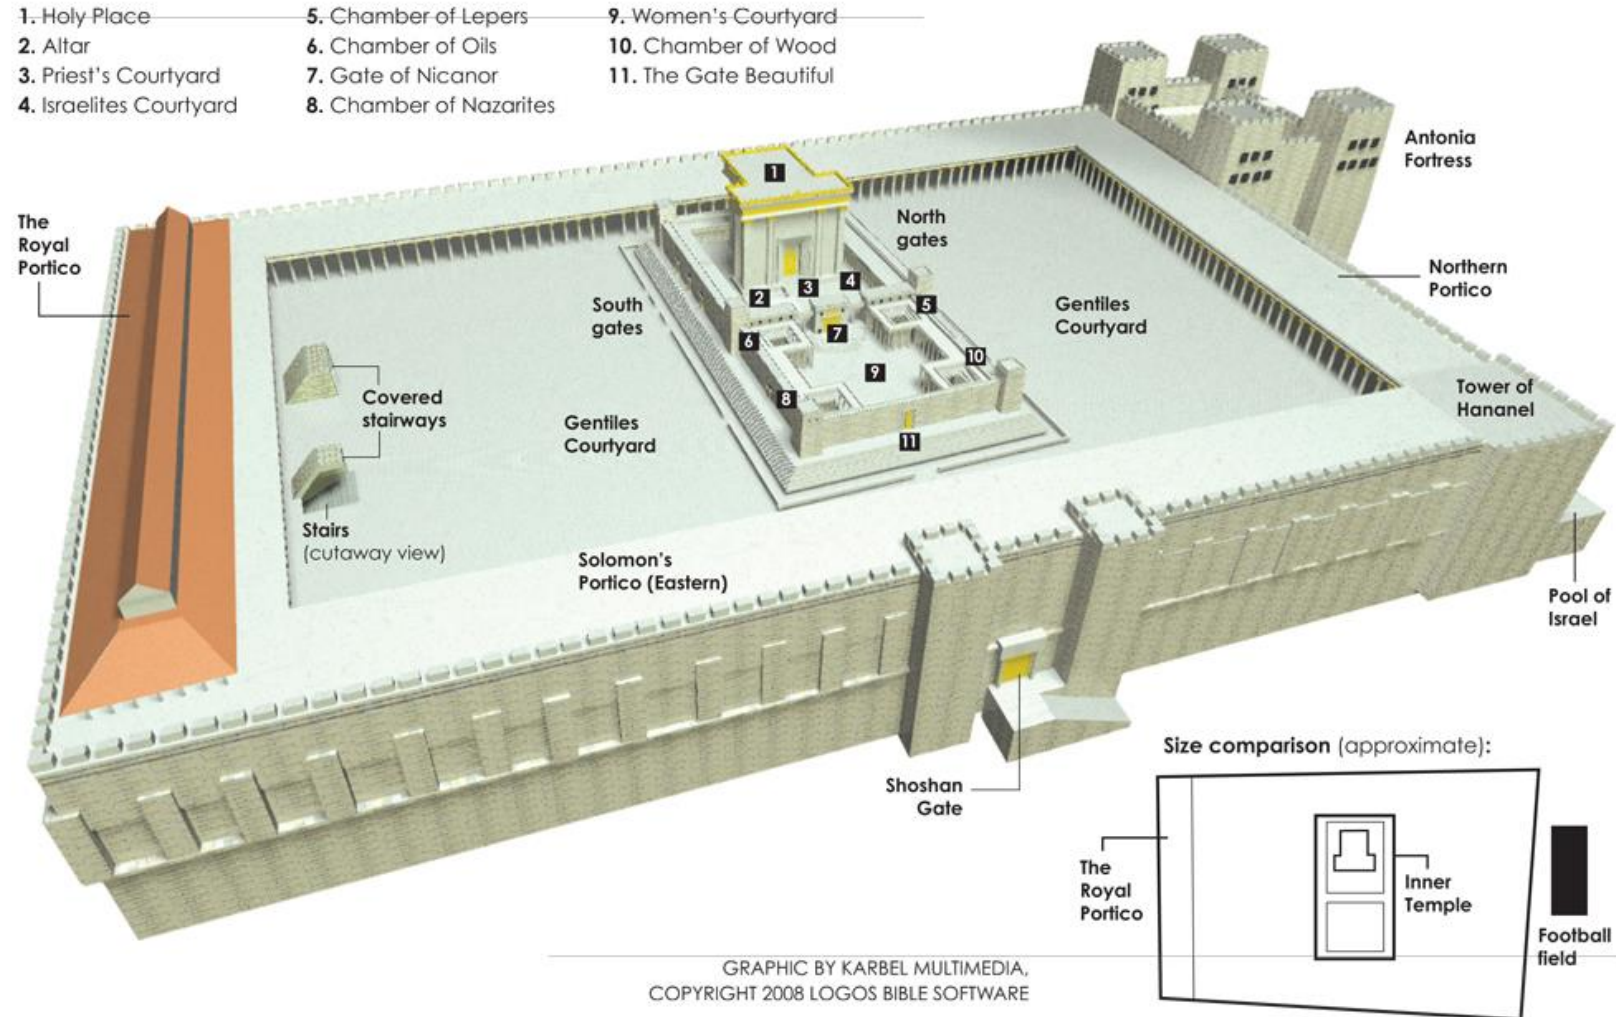 1. Holy Place
2. Altar
3. Priest's Courtyard
4. Israelites Courtyard
5. Chamber of Lepers
6. Chamber of Oils
7. Gate of Nicanor
8. Chamber of Nazarites
9. Women's Courtyard
10. Chamber of Wood
11. The Gate Beautiful
Antonia
Fortress
The
Royal
Portico
1
North
gates
Northern
Portico
South
gates
2
3
4
5
Gentiles
Courtyard
6
7
10
9
8
11
Covered
stairways
Gentiles
Courtyard
Tower of
Hananel
Stairs
(cutaway view)
Solomon's
Portico (Eastern)
Pool of
Israel
Shoshan
Gate
Size comparison (approximate):
The
Royal
Portico
Inner
Temple
Football
field
GRAPHIC BY KARBEL MULTIMEDIA,
COPYRIGHT 2008 LOGOS BIBLE SOFTWARE